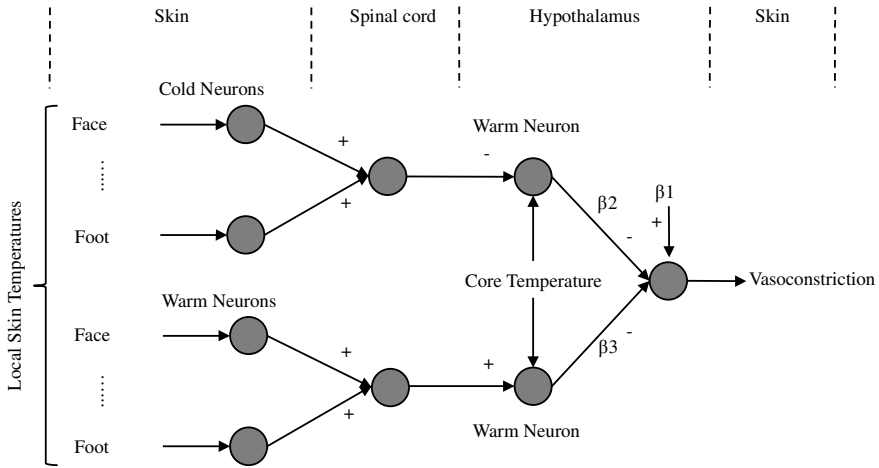 Skin
Spinal cord
Hypothalamus
Skin
Cold Neurons
Face
+
Warm Neuron
-
β2
β1
+
-
Foot
+
Local Skin Temperatures
Core Temperature
Vasoconstriction
Warm Neurons
Face
+
+
β3
-
Foot
+
Warm Neuron